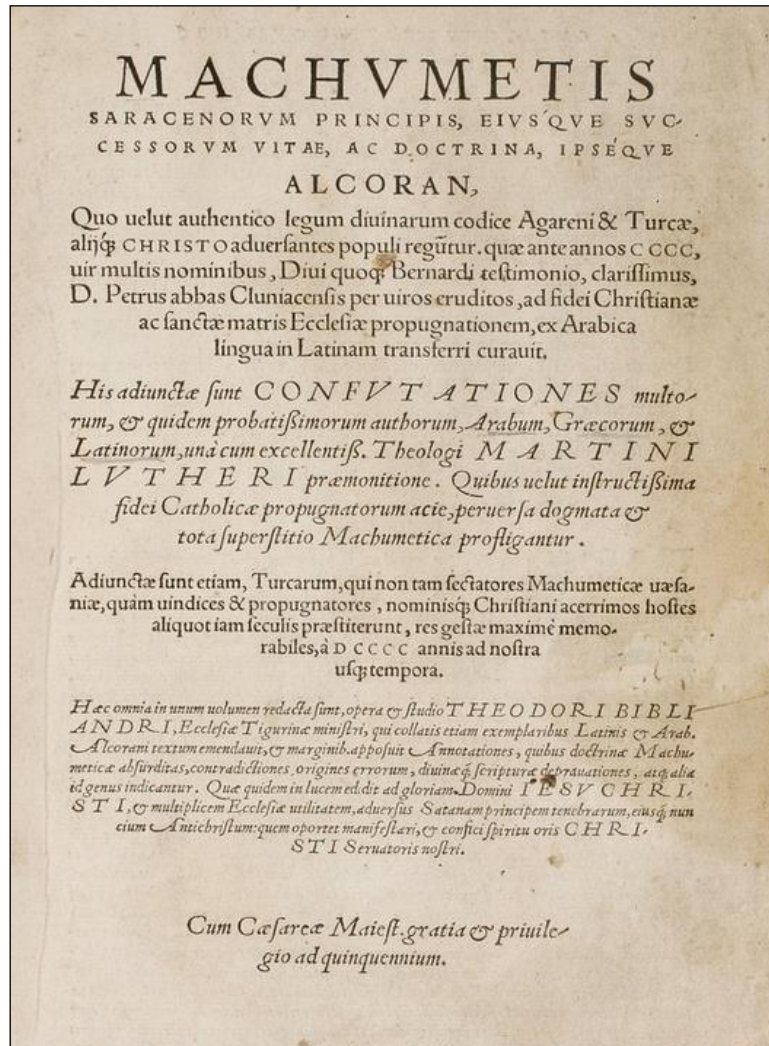 MACHVMETIS
SARACENORVM PRINCIPIS, EIVSQ́VE SVC-
CESSORVM VITAE, AC DOCTRINA, IPSEQ́VE
ALCORAN,
Quo uelut authentico legum diuinarum codice Agareni & Turcæ,
alijq́ꝫ CHRISTO aduerſantes populi regūtur. quæ ante annos CCCC,
uir multis nominibus, Diui quoqꝫ Bernardi teſtimonio, clariſſimus,
D. Petrus abbas Cluniacenſis per uiros eruditos, ad fidei Chriſtianæ
ac ſanctæ matris Eccleſiæ propugnationem, ex Arabica
lingua in Latinam transferri curauit.
His adiunctæ ſunt CONFVTATIONES multo-
rum, & quidem probatißimorum authorum, Arabum, Græcorum, &
Latinorum, unà cum excellentiß. Theologi MARTINI
LVTHERI præmonitione. Quibus uelut inſtructißima
fidei Catholicæ propugnatorum acie, peruerſa dogmata &
tota ſuperſtitio Machumetica profligantur.
Adiunctæ ſunt etiam, Turcarum, qui non tam ſectatores Machumeticæ uæſa-
niæ, quàm uindices & propugnatores, nominisq́ꝫ Chriſtiani acerrimos hoſtes
aliquot iam ſeculis præſtiterunt, res geſtæ maximè memo-
rabiles, à DCCCC annis ad noſtra
uſqꝫ tempora.
Hæc omnia in unum uolumen redacta ſunt, opera & ſtudio THEODORI BIBLI
ANDRI, Eccleſiæ Tigurinæ miniſtri, qui collatis etiam exemplaribus Latinis & Arab.
Alcorani textum emendauit, & marginib. appoſuit Annotationes, quibus doctrinæ Machu-
meticæ abſurditas, contradictiones, origines errorum, diuinæq́ꝫ ſcripturæ deprauationes, atqꝫ alia
id genus indicantur. Quæ quidem in lucem edidit ad gloriam Domini IESV CHRI-
STI, & multiplicem Eccleſiæ utilitatem, aduerſus Satanam principem tenebrarum, eiusq́ꝫ nun
cium Antichriſtum: quem oportet manifeſtari, & confici ſpiritu oris CHRI-
STI Seruatoris noſtri.
Cum Cæſareæ Maieſt. gratia & priuile-
gio ad quinquennium.